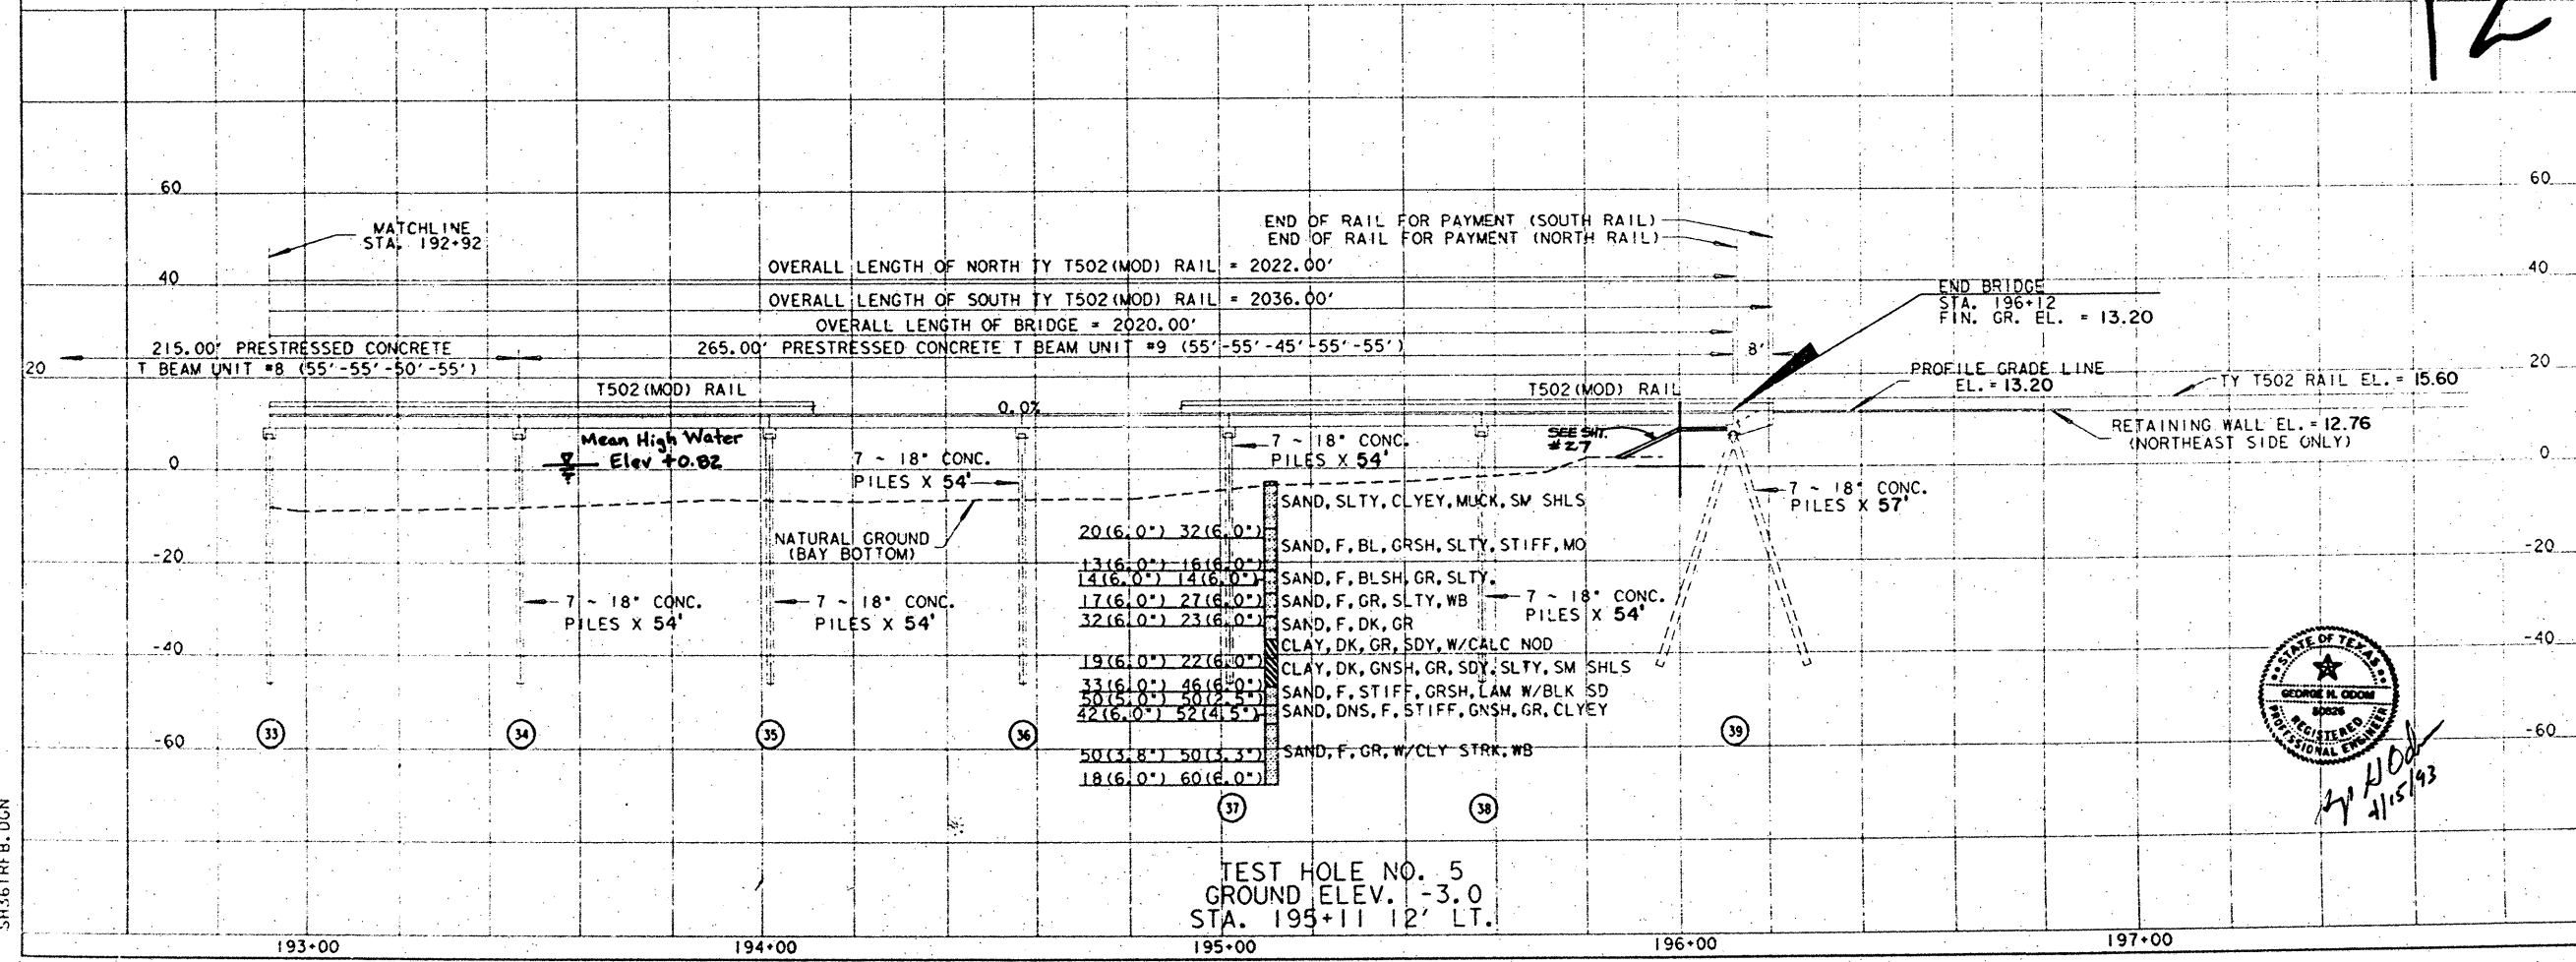 12
60
60
MATCHLINE
STA. 192+92
END OF RAIL FOR PAYMENT (SOUTH RAIL)
END OF RAIL FOR PAYMENT (NORTH RAIL)
40
OVERALL LENGTH OF NORTH TY T502(MOD) RAIL = 2022.00'
40
OVERALL LENGTH OF SOUTH TY T502(MOD) RAIL = 2036.00'
END BRIDGE
STA. 196+12
FIN. GR. EL. = 13.20
OVERALL LENGTH OF BRIDGE = 2020.00'
215.00' PRESTRESSED CONCRETE
T BEAM UNIT #8 (55'-55'-50'-55')
265.00' PRESTRESSED CONCRETE T BEAM UNIT #9 (55'-55'-45'-55'-55')
8'
20
20
PROFILE GRADE LINE
EL. = 13.20
TY T502 RAIL EL. = 15.60
T502(MOD) RAIL
0.0%
T502(MOD) RAIL
RETAINING WALL EL. = 12.76
(NORTHEAST SIDE ONLY)
Mean High Water
Elev +0.82
SEE SHT.
#27
0
0
7 ~ 18" CONC.
PILES X 54'
7 ~ 18" CONC.
PILES X 54'
7 ~ 18" CONC.
PILES X 57'
NATURAL GROUND
(BAY BOTTOM)
SAND, SLTY, CLYEY, MUCK, SM SHLS
20(6.0") 32(6.0")
SAND, F, BL, GRSH, SLTY, STIFF, MO
-20
-20
13(6.0") 16(6.0")
14(6.0") 14(6.0")
SAND, F, BLSH, GR, SLTY.
17(6.0") 27(6.0")
SAND, F, GR, SLTY, WB
32(6.0") 23(6.0")
SAND, F, DK, GR
7 ~ 18" CONC.
PILES X 54'
7 ~ 18" CONC.
PILES X 54'
7 ~ 18" CONC.
PILES X 54'
-40
-40
CLAY, DK, GR, SDY, W/CALC NOD
19(6.0") 22(6.0")
CLAY, DK, GNSH, GR, SDY, SLTY, SM SHLS
33(6.0") 46(6.0")
SAND, F, STIFF, GRSH, LAM W/BLK SD
50(5.0") 50(2.5")
42(6.0") 52(4.5")
SAND, DNS, F, STIFF, GNSH, GR, CLYEY
50(3.8") 50(3.3")
SAND, F, GR, W/CLY STRK, WB
18(6.0") 60(6.0")
-60
-60
33
34
35
36
37
38
39
STATE OF TEXAS
GEORGE H. ODOM
REGISTERED
PROFESSIONAL ENGINEER
TEST HOLE NO. 5
GROUND ELEV. -3.0
STA. 195+11 12' LT.
193+00
194+00
195+00
196+00
197+00